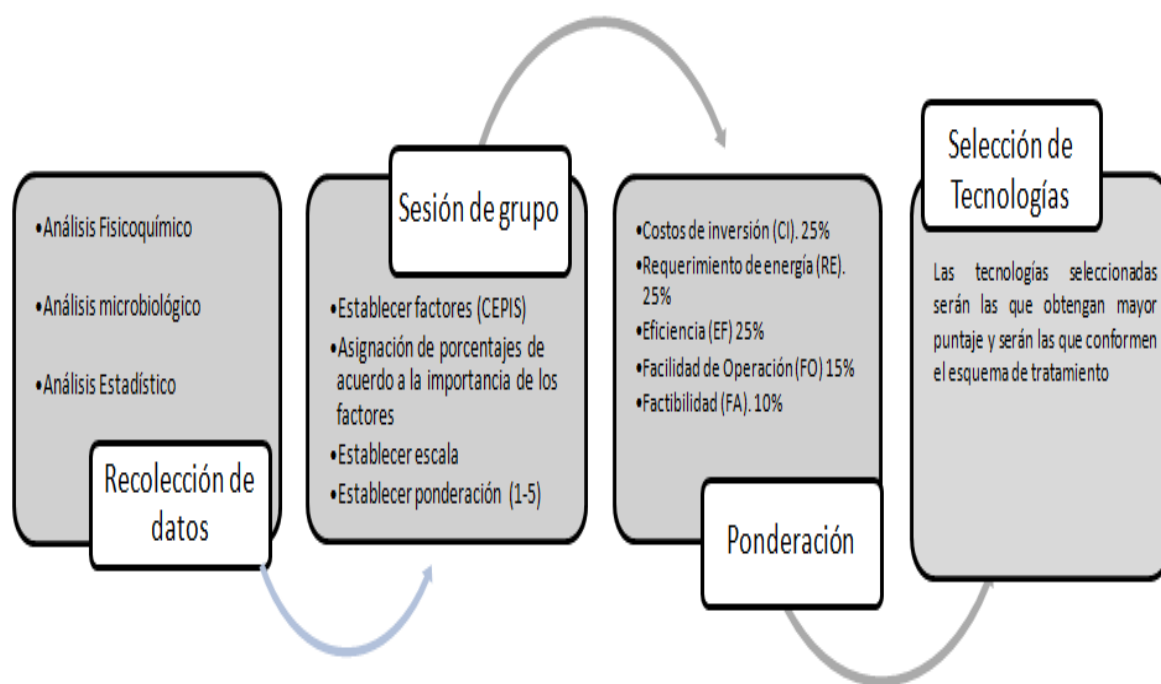 •Análisis Fisicoquímico
•Análisis microbiológico
•Análisis Estadístico
Recolección de
datos
Sesión de grupo
•Establecer factores (CEPIS)
•Asignación de porcentajes de
acuerdo a la importancia de los
factores
•Establecer escala
•Establecer ponderación (1-5)
•Costos de inversión (CI). 25%
•Requerimiento de energía (RE).
25%
•Eficiencia (EF) 25%
•Facilidad de Operación (FO) 15%
•Factibilidad (FA). 10%
Ponderación
Selección de
Tecnologías
Las tecnologías seleccionadas
serán las que obtengan mayor
puntaje y serán las que conformen
el esquema de tratamiento